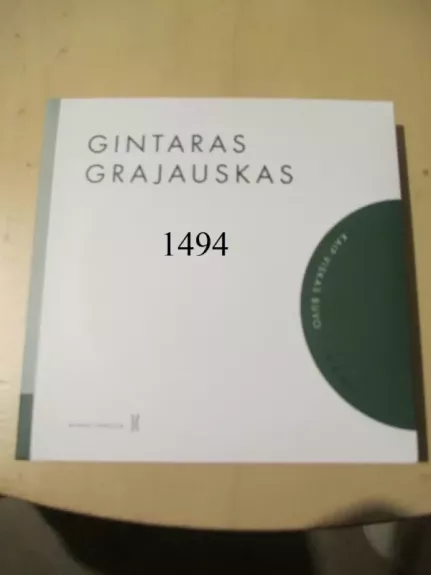 GINTARAS
GRAJAUSKAS
1494
KAIP VISKAS BUVO